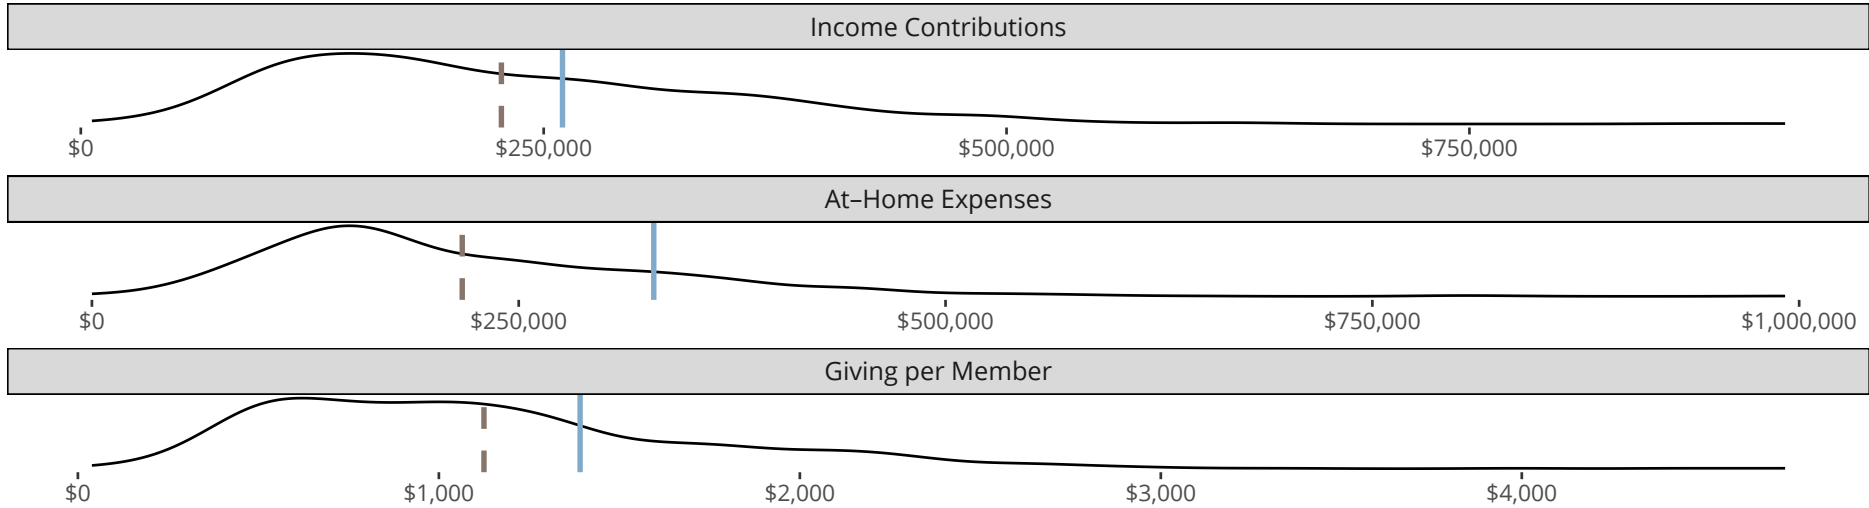 Income Contributions
$0 $250,000 $500,000 $750,000
At–Home Expenses
$0 $250,000 $500,000 $750,000 $1,000,000
Giving per Member
$0 $1,000 $2,000 $3,000 $4,000